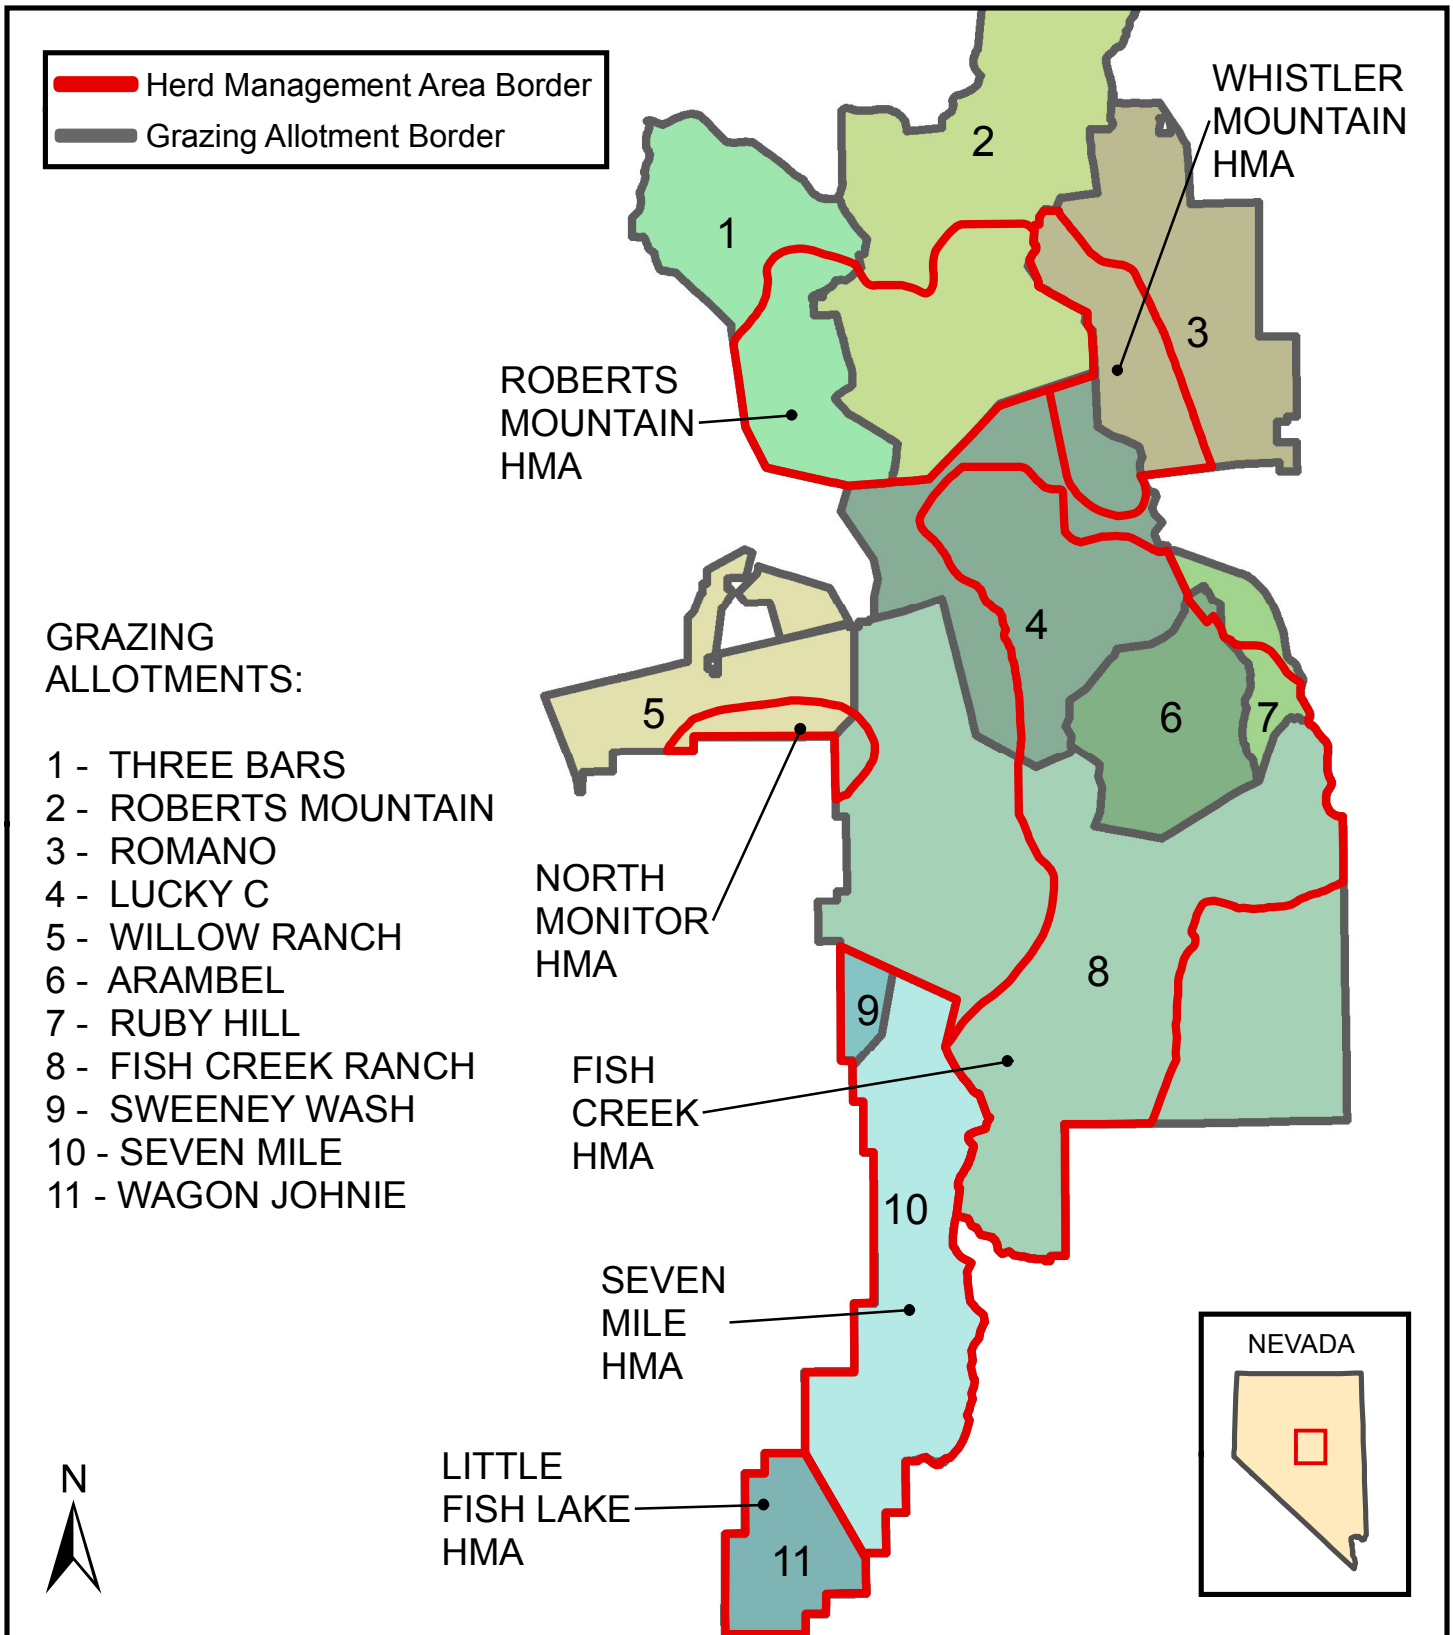 Herd Management Area Border
Grazing Allotment Border
WHISTLER
MOUNTAIN
HMA
2
1
3
ROBERTS
MOUNTAIN
HMA
4
5
6
7
GRAZING
ALLOTMENTS:
1 - THREE BARS
2 - ROBERTS MOUNTAIN
3 - ROMANO
4 - LUCKY C
5 - WILLOW RANCH
6 - ARAMBEL
7 - RUBY HILL
8 - FISH CREEK RANCH
9 - SWEENEY WASH
10 - SEVEN MILE
11 - WAGON JOHNIE
NORTH
MONITOR
HMA
8
9
FISH
CREEK
HMA
10
SEVEN
MILE
HMA
NEVADA
LITTLE
FISH LAKE
HMA
11
N